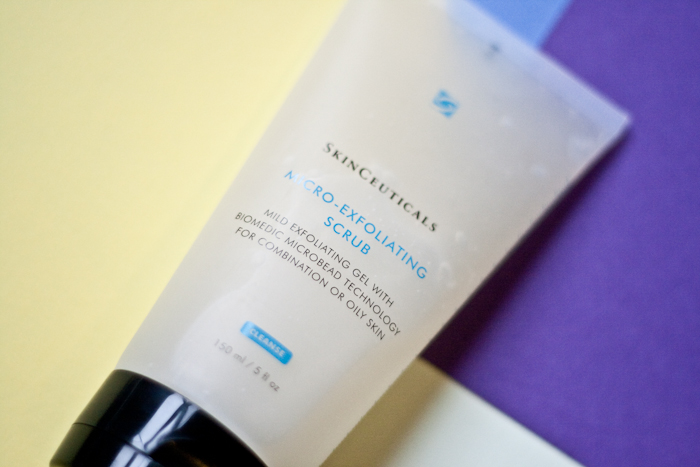 SKINCEUTICALS
MICRO-EXFOLIATING
SCRUB
MILD EXFOLIATING GEL WITH
BIOMEDIC MICROBEAD TECHNOLOGY
FOR COMBINATION OR OILY SKIN
CLEANSE
150 ml / 5 fl oz